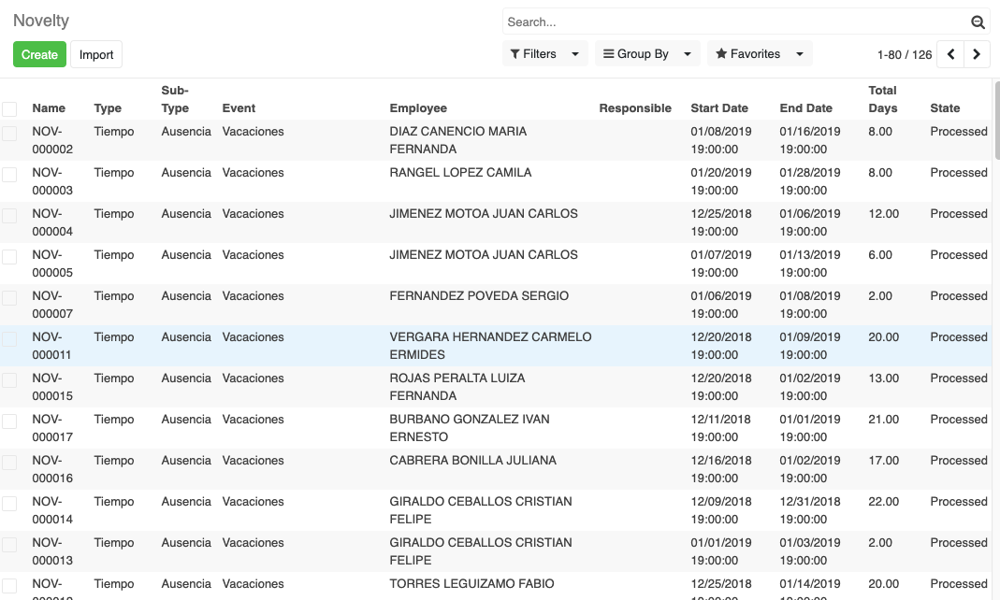 Novelty
Search...
Create Import
Filters Group By Favorites 1-80 / 126
Name Type Sub-Type Event Employee Responsible Start Date End Date Total Days State
NOV-000002 Tiempo Ausencia Vacaciones DIAZ CANENCIO MARIA FERNANDA 01/08/2019 19:00:00 01/16/2019 19:00:00 8.00 Processed
NOV-000003 Tiempo Ausencia Vacaciones RANGEL LOPEZ CAMILA 01/20/2019 19:00:00 01/28/2019 19:00:00 8.00 Processed
NOV-000004 Tiempo Ausencia Vacaciones JIMENEZ MOTOA JUAN CARLOS 12/25/2018 19:00:00 01/06/2019 19:00:00 12.00 Processed
NOV-000005 Tiempo Ausencia Vacaciones JIMENEZ MOTOA JUAN CARLOS 01/07/2019 19:00:00 01/13/2019 19:00:00 6.00 Processed
NOV-000007 Tiempo Ausencia Vacaciones FERNANDEZ POVEDA SERGIO 01/06/2019 19:00:00 01/08/2019 19:00:00 2.00 Processed
NOV-000011 Tiempo Ausencia Vacaciones VERGARA HERNANDEZ CARMELO ERMIDES 12/20/2018 19:00:00 01/09/2019 19:00:00 20.00 Processed
NOV-000015 Tiempo Ausencia Vacaciones ROJAS PERALTA LUIZA FERNANDA 12/20/2018 19:00:00 01/02/2019 19:00:00 13.00 Processed
NOV-000017 Tiempo Ausencia Vacaciones BURBANO GONZALEZ IVAN ERNESTO 12/11/2018 19:00:00 01/01/2019 19:00:00 21.00 Processed
NOV-000016 Tiempo Ausencia Vacaciones CABRERA BONILLA JULIANA 12/16/2018 19:00:00 01/02/2019 19:00:00 17.00 Processed
NOV-000014 Tiempo Ausencia Vacaciones GIRALDO CEBALLOS CRISTIAN FELIPE 12/09/2018 19:00:00 12/31/2018 19:00:00 22.00 Processed
NOV-000013 Tiempo Ausencia Vacaciones GIRALDO CEBALLOS CRISTIAN FELIPE 01/01/2019 19:00:00 01/03/2019 19:00:00 2.00 Processed
NOV- Tiempo Ausencia Vacaciones TORRES LEGUIZAMO FABIO 12/25/2018 01/14/2019 20.00 Processed